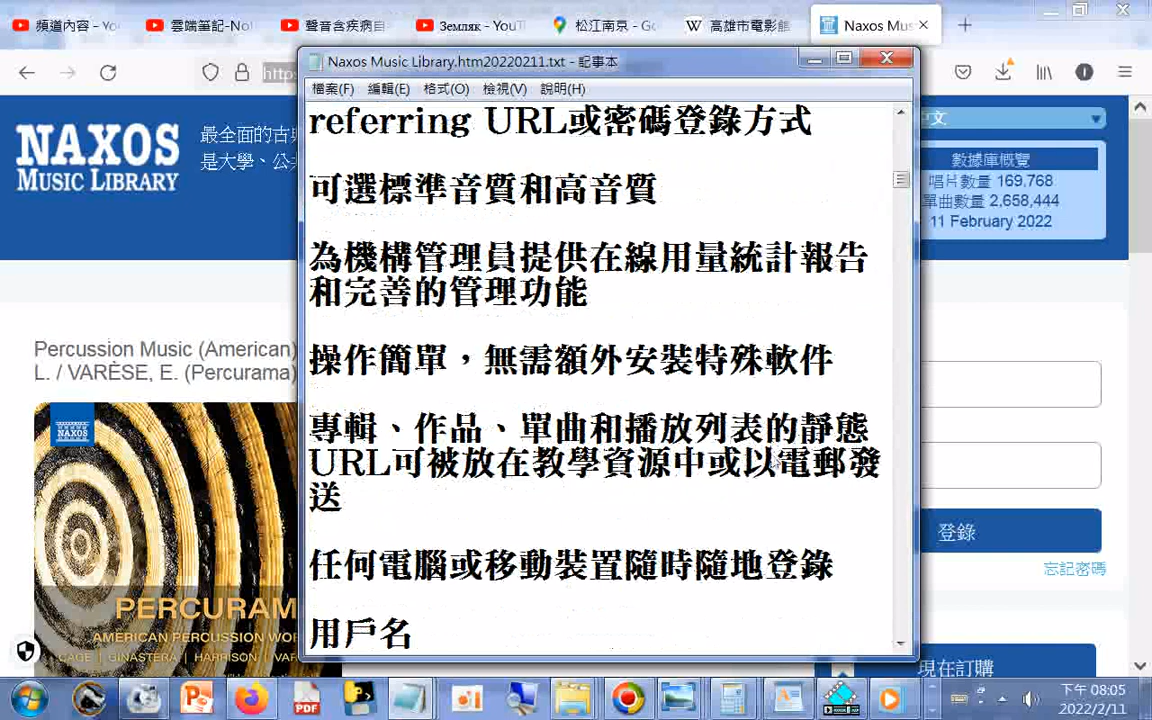 頻道內容 - Yo
雲端筆記-Not
聲音含疾病自
Земляк - YouTu
松江南京 - Go
高雄市電影館
Naxos Mus
http
Naxos Music Library.htm20220211.txt - 記事本
檔案(F) 編輯(E) 格式(O) 檢視(V) 說明(H)
referring URL或密碼登錄方式
可選標準音質和高音質
為機構管理員提供在線用量統計報告
和完善的管理功能
操作簡單，無需額外安裝特殊軟件
專輯、作品、單曲和播放列表的靜態
URL可被放在教學資源中或以電郵發
送
任何電腦或移動裝置隨時隨地登錄
用戶名
NAXOS
MUSIC LIBRARY
最全面的古典
是大學、公共
中文
數據庫概覽
唱片數量 169,768
單曲數量 2,658,444
11 February 2022
Percussion Music (American)
L. / VARÈSE, E. (Percurama)
NAXOS
PERCURAM
AMERICAN PERCUSSION WO
CAGE | GINASTERA | HARRISON | VAR
登錄
忘記密碼
現在訂購
下午 08:05
2022/2/11